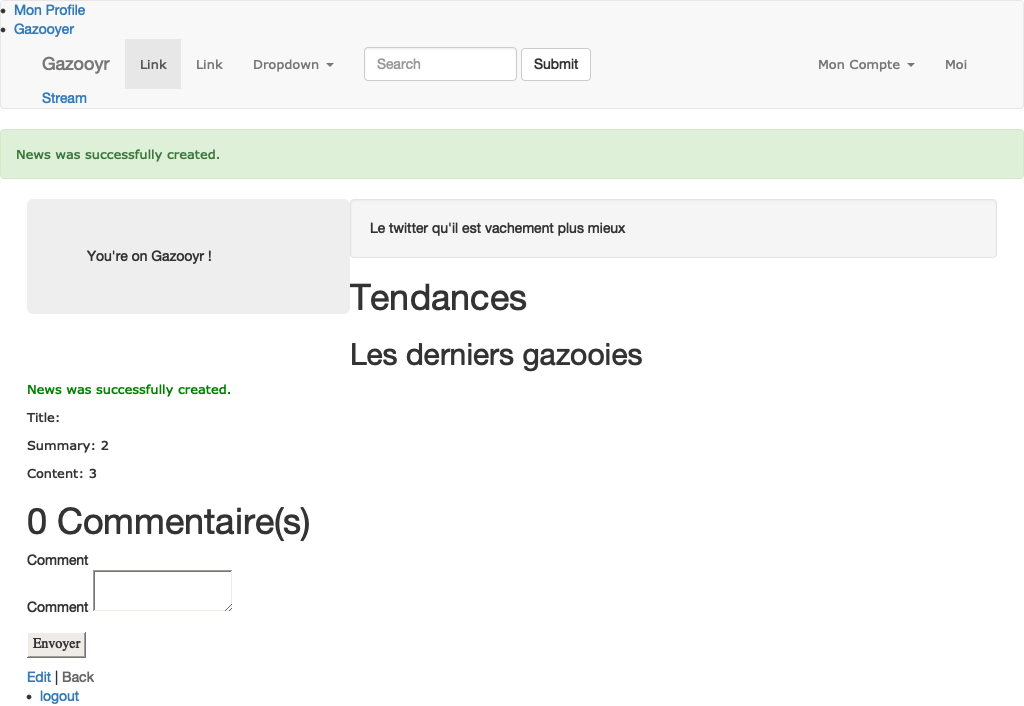 Mon Profile
Gazooyer
Gazooyr Link Link Dropdown Search Submit Mon Compte Moi
Stream
News was successfully created.
Le twitter qu'il est vachement plus mieux
You're on Gazooyr !
Tendances
Les derniers gazooies
News was successfully created.
Title:
Summary: 2
Content: 3
0 Commentaire(s)
Comment
Comment
Envoyer
Edit | Back
logout